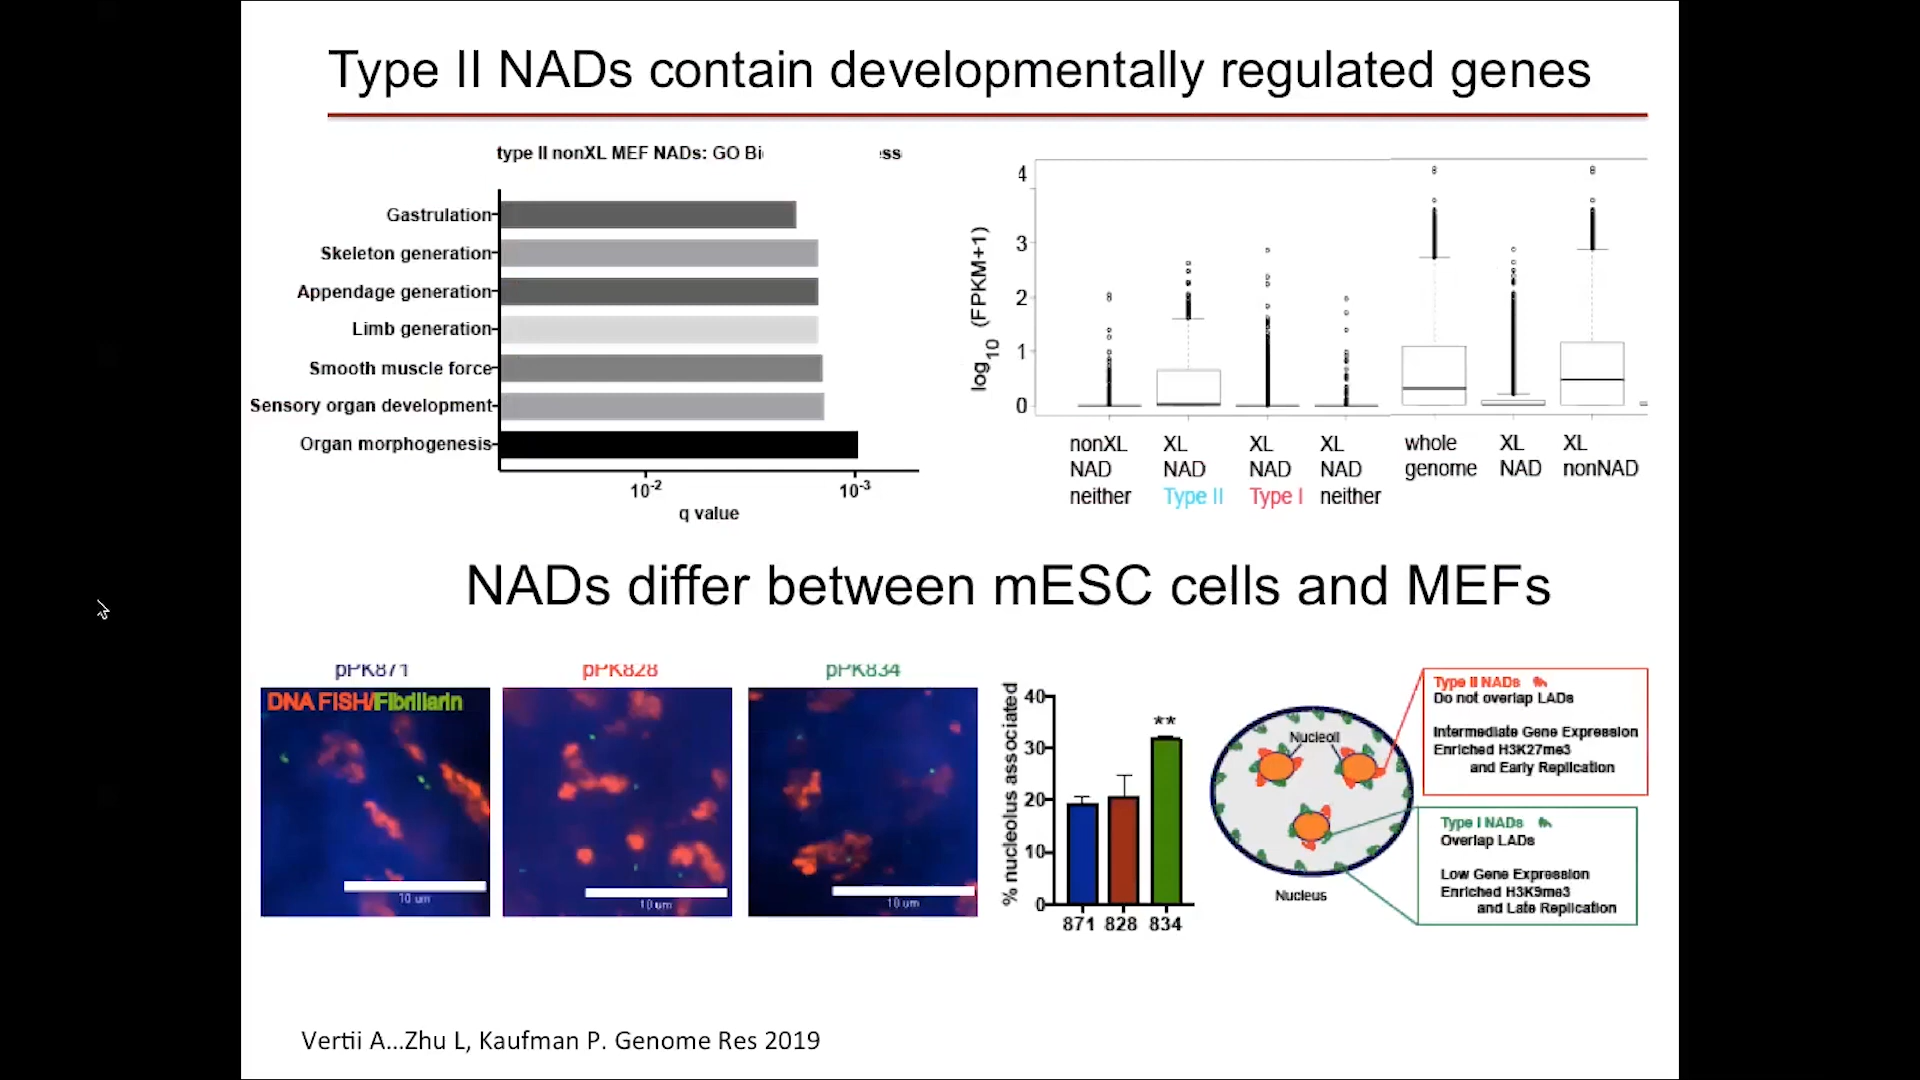 Type II NADs contain developmentally regulated genes
type II nonXL MEF NADs: GO Bi
ss
Gastrulation
Skeleton generation
Appendage generation
Limb generation
Smooth muscle force
Sensory organ development
Organ morphogenesis
10-2
10-3
q value
4
3
2
1
0
log10 (FPKM+1)
nonXL NAD neither
XL NAD Type II
XL NAD Type I
XL NAD neither
whole genome
XL NAD
XL nonNAD
NADs differ between mESC cells and MEFs
pPK871
pPK828
pPK834
DNA FISH/Fibrillarin
10 um
10 um
10 um
% nucleolus associated
40
30
20
10
0
**
871 828 834
Nucleoli
Nucleus
Type II NADs
Do not overlap LADs
Intermediate Gene Expression
Enriched H3K27me3
and Early Replication
Type I NADs
Overlap LADs
Low Gene Expression
Enriched H3K9me3
and Late Replication
Vertii A...Zhu L, Kaufman P. Genome Res 2019